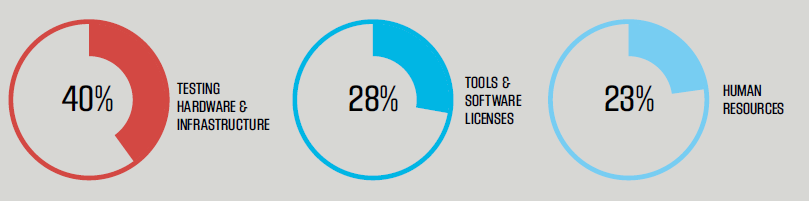 40%
TESTING
HARDWARE &
INFRASTRUCTURE
28%
TOOLS &
SOFTWARE
LICENSES
23%
HUMAN
RESOURCES